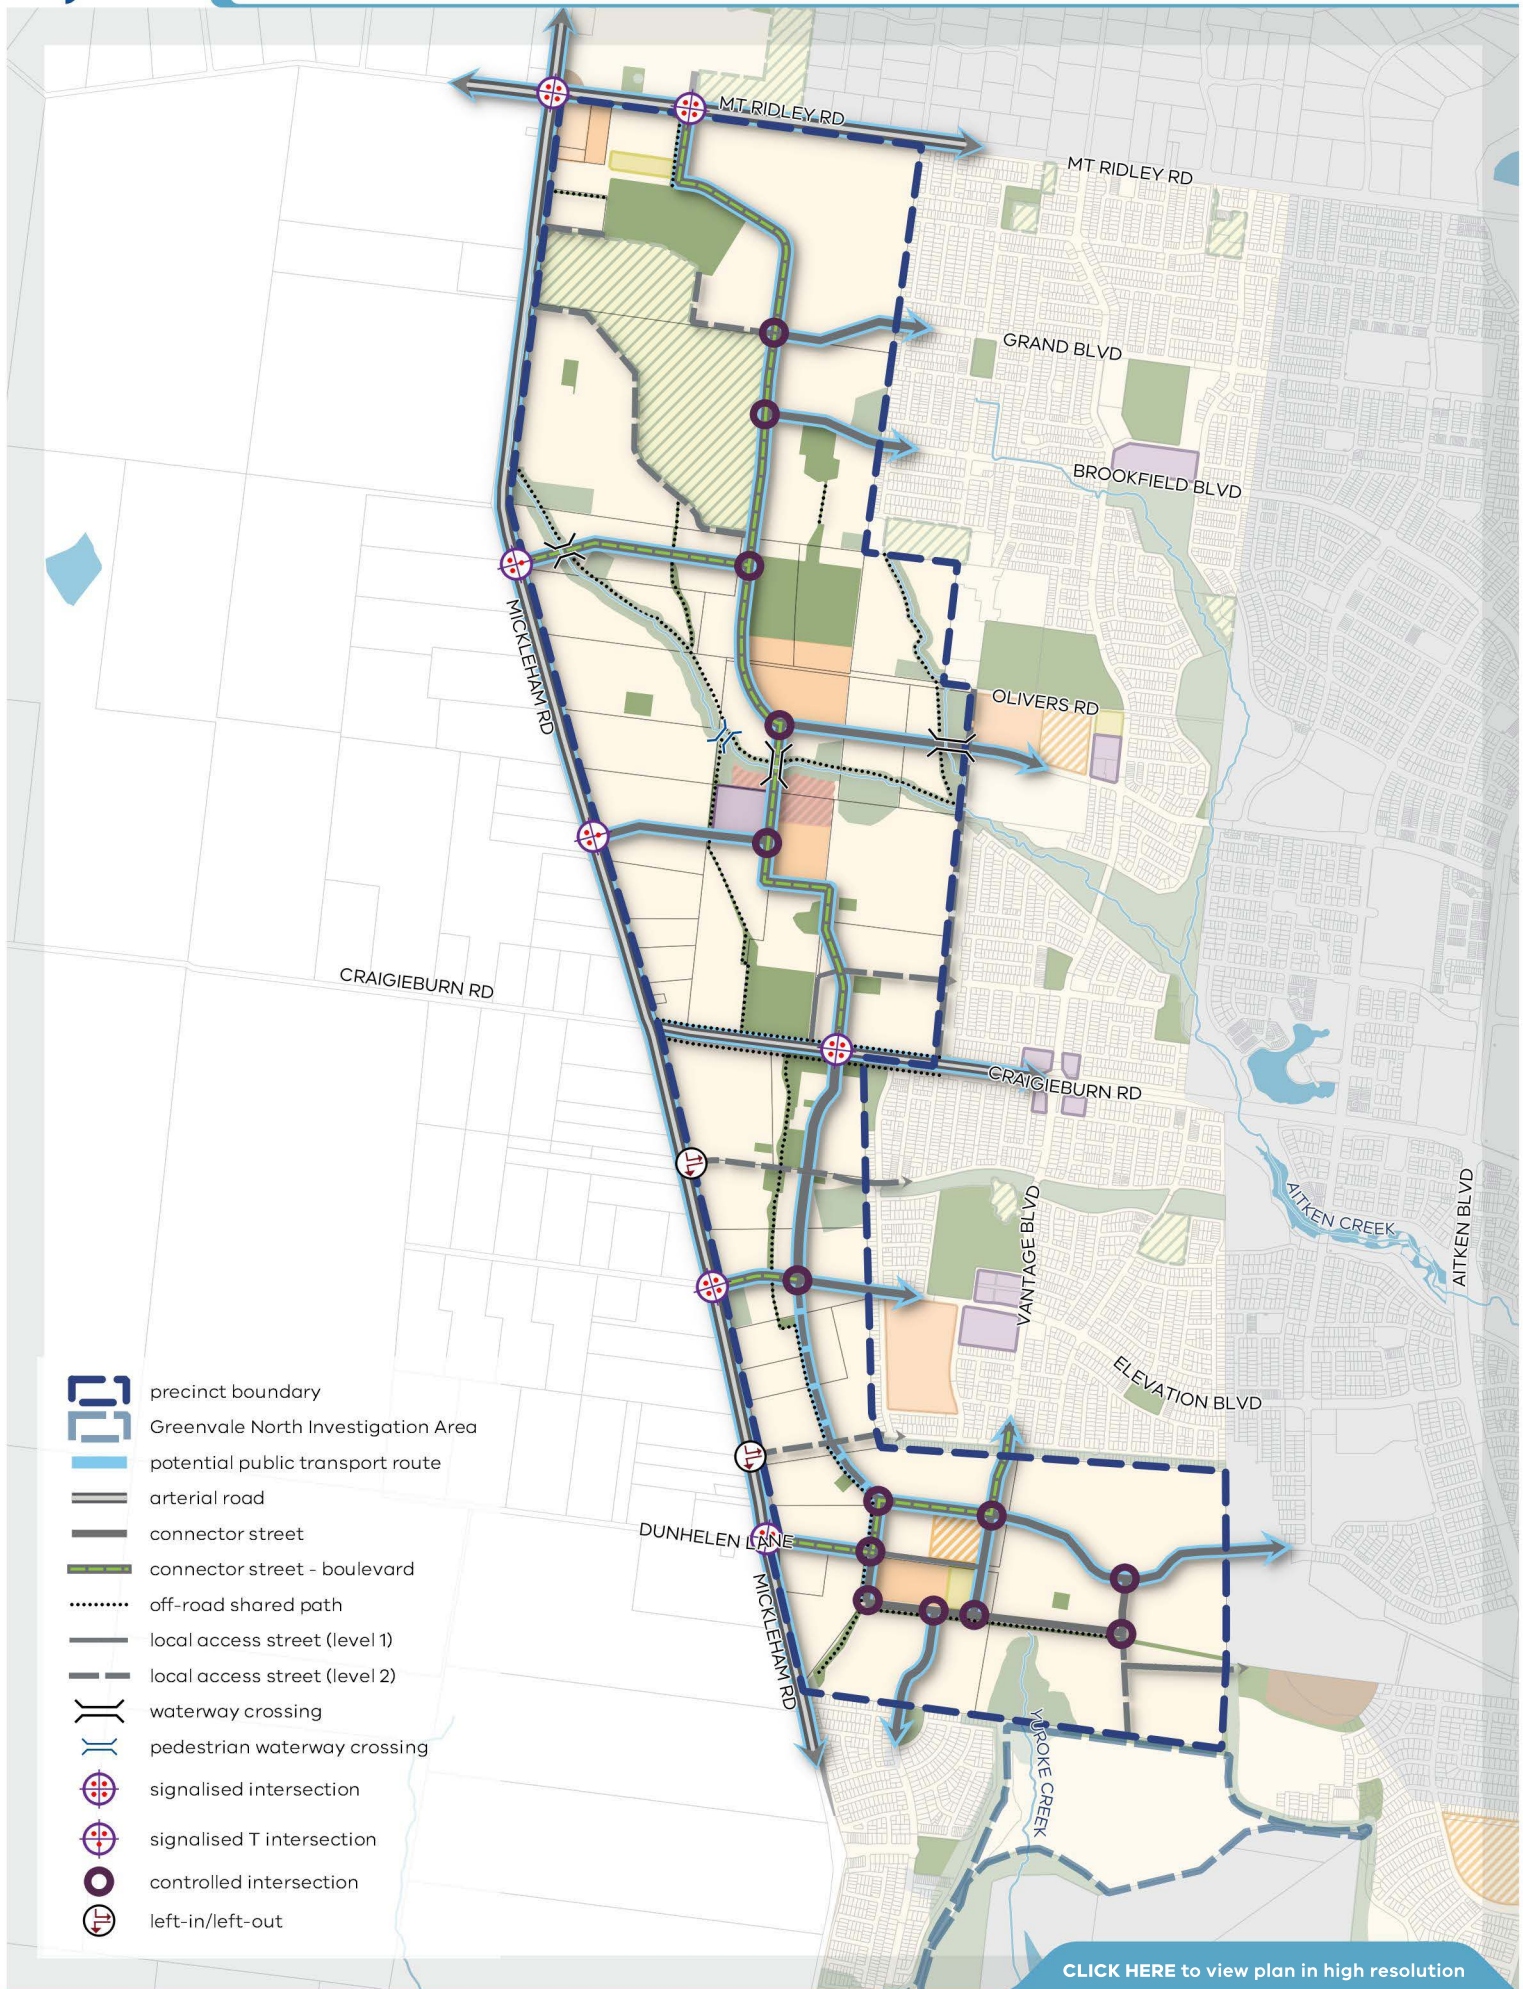 MT RIDLEY RD
MT RIDLEY RD
GRAND BLVD
BROOKFIELD BLVD
MICKLEHAM RD
OLIVERS RD
CRAIGIEBURN RD
CRAIGIEBURN RD
VANTAGE BLVD
AITKEN CREEK
AITKEN BLVD
ELEVATION BLVD
DUNHELEN LANE
MICKLEHAM RD
YUROKE CREEK
precinct boundary
Greenvale North Investigation Area
potential public transport route
arterial road
connector street
connector street - boulevard
off-road shared path
local access street (level 1)
local access street (level 2)
waterway crossing
pedestrian waterway crossing
signalised intersection
signalised T intersection
controlled intersection
left-in/left-out
CLICK HERE to view plan in high resolution